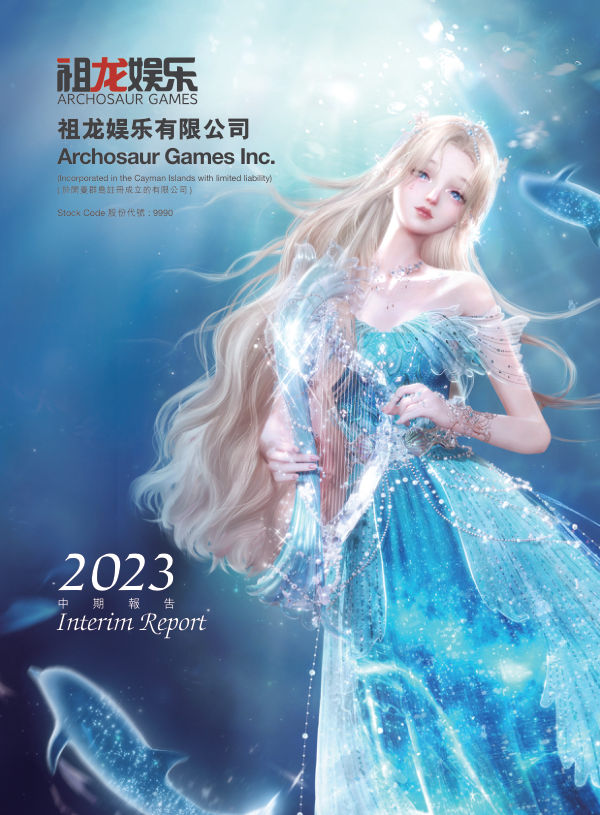 祖龙娱乐
ARCHOSAUR GAMES
祖龙娱乐有限公司
Archosaur Games Inc.
(Incorporated in the Cayman Islands with limited liability)
(於開曼群島註冊成立的有限公司)
Stock Code 股份代號 : 9990
2023
中期報告
Interim Report